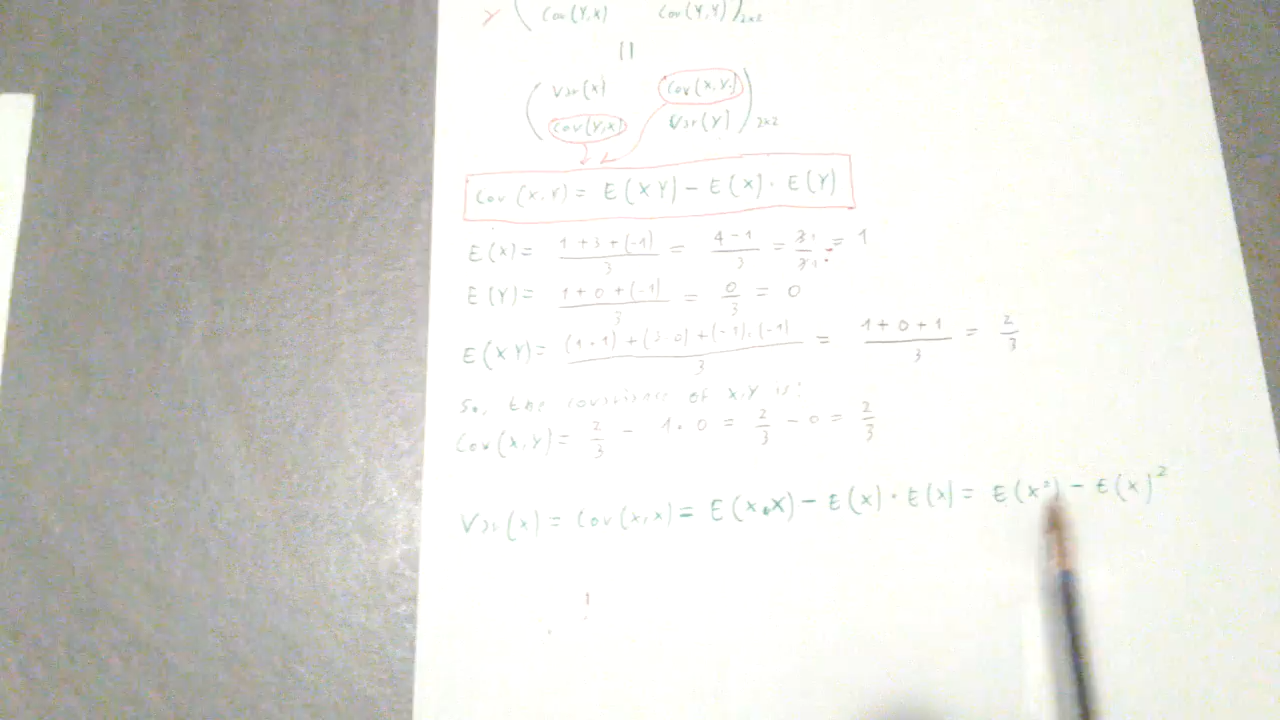 Y ( Cov(Y,X) Cov(Y,Y) )2x2
||
( Var(X) Cov(X,Y)
Cov(Y,X) Var(Y) )2x2
Cov(X,Y) = E(XY) - E(X) · E(Y)
E(X) = 1+3+(-1)/3 = 4-1/3 = 3 1/3 1 = 1
E(Y) = 1+0+(-1)/3 = 0/3 = 0
E(XY) = (1·1)+(3·0)+(-1)·(-1)/3 = 1+0+1/3 = 2/3
So, the covariance of X,Y is:
Cov(X,Y) = 2/3 - 1·0 = 2/3 - 0 = 2/3
Var(X) = Cov(X,X) = E(X·X) - E(X) · E(X) = E(X²) - E(X)²